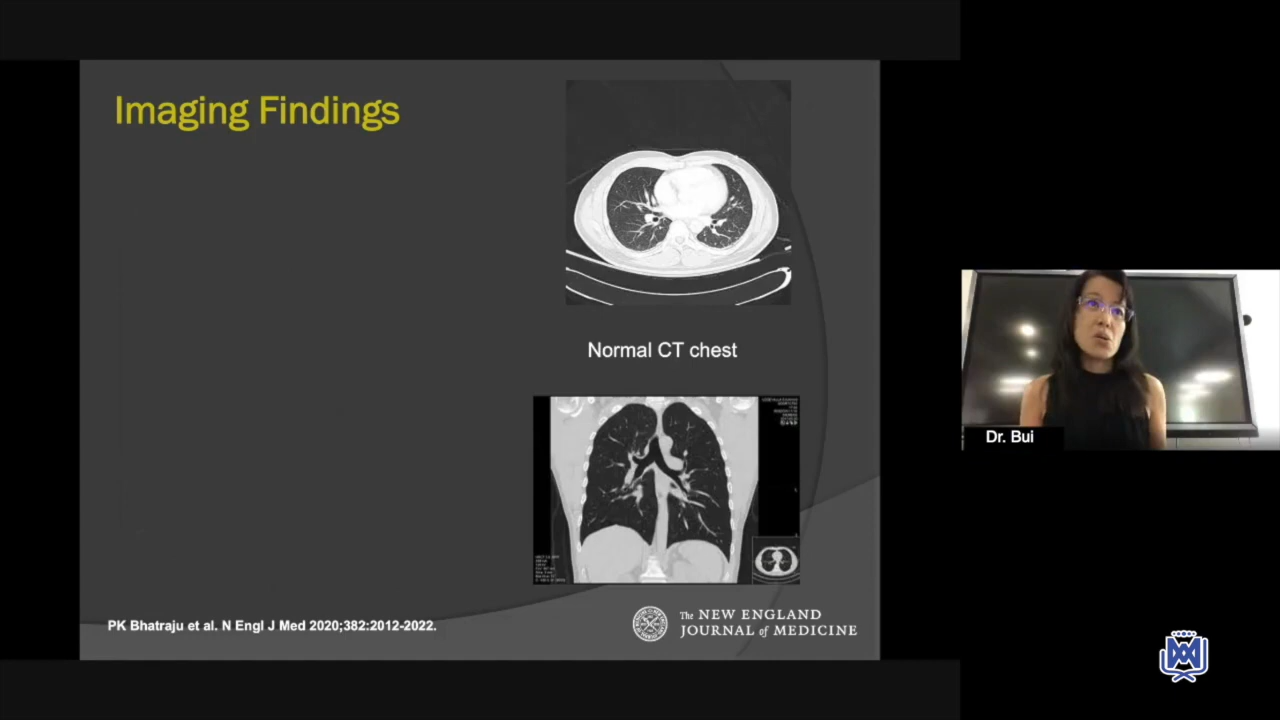 Imaging Findings
Normal CT chest
PK Bhatraju et al. N Engl J Med 2020;382:2012-2022.
The NEW ENGLAND
JOURNAL of MEDICINE
Dr. Bui